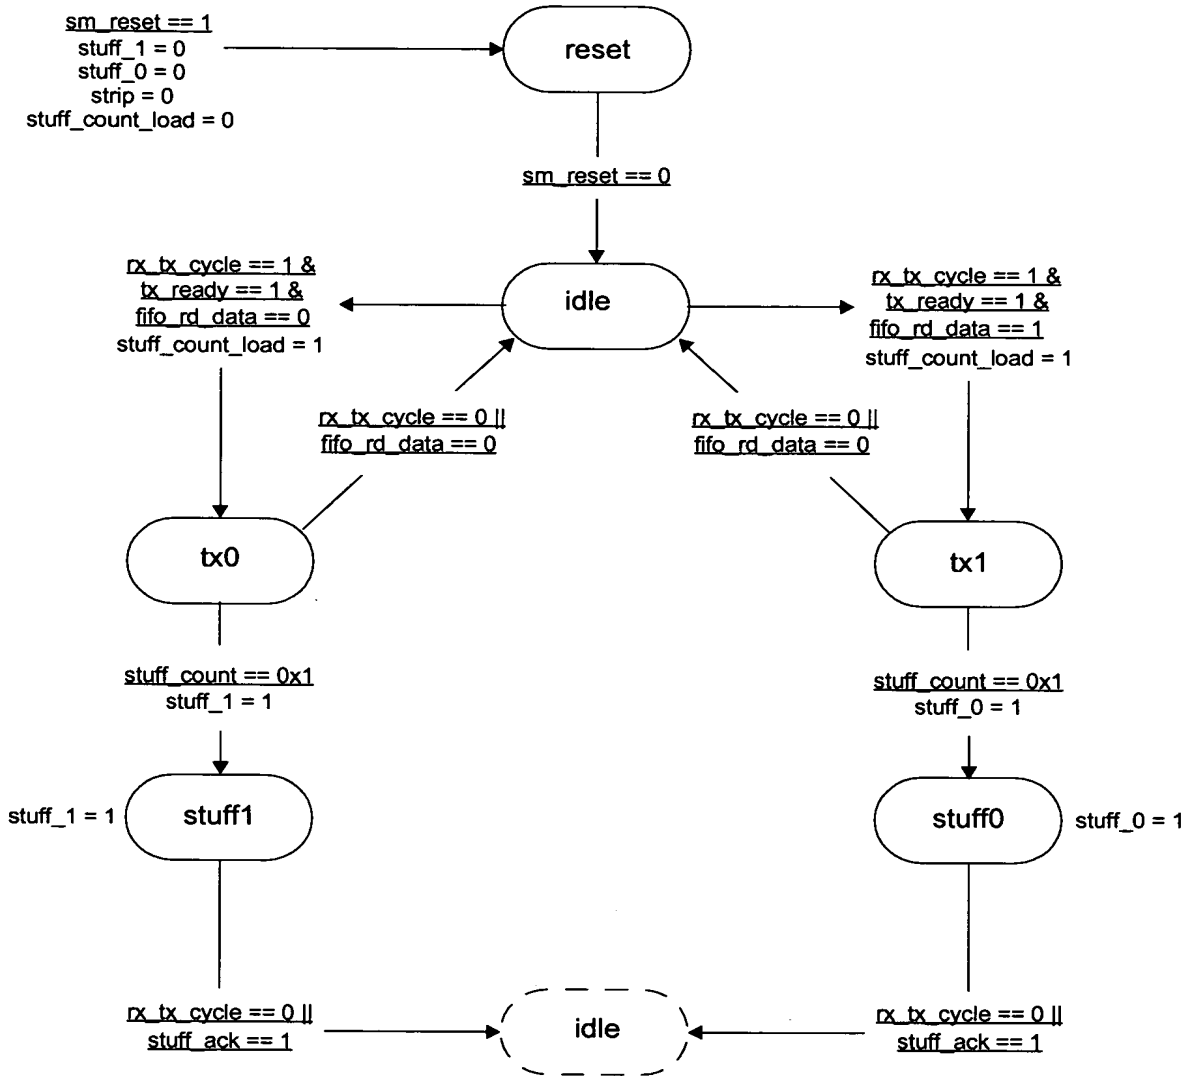 sm_reset == 1
stuff_1 = 0
stuff_0 = 0
strip = 0
stuff_count_load = 0
reset
sm_reset == 0
idle
rx_tx_cycle == 1 &
tx_ready == 1 &
fifo_rd_data == 0
stuff_count_load = 1
rx_tx_cycle == 1 &
tx_ready == 1 &
fifo_rd_data == 1
stuff_count_load = 1
rx_tx_cycle == 0 ||
fifo_rd_data == 0
rx_tx_cycle == 0 ||
fifo_rd_data == 0
tx0
tx1
stuff_count == 0x1
stuff_1 = 1
stuff_count == 0x1
stuff_0 = 1
stuff_1 = 1
stuff1
stuff0
stuff_0 = 1
rx_tx_cycle == 0 ||
stuff_ack == 1
idle
rx_tx_cycle == 0 ||
stuff_ack == 1